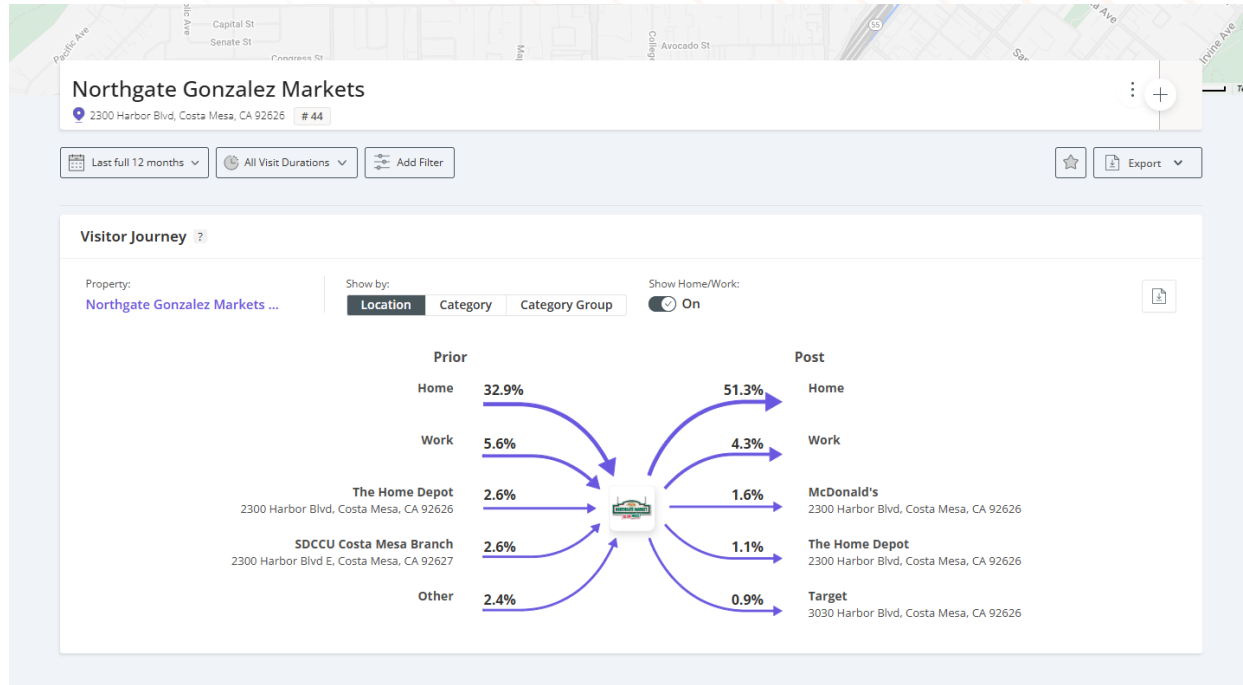 Capital St
Senate St
Congress St
Pacific Ave
College
Avocado St
55
Irvine Ave
Northgate Gonzalez Markets
2300 Harbor Blvd, Costa Mesa, CA 92626 # 44
Last full 12 months
All Visit Durations
Add Filter
Export
Visitor Journey ?
Property: Show by: Show Home/Work:
Northgate Gonzalez Markets ... Location Category Category Group On
Prior Post
Home 32.9% 51.3% Home
Work 5.6% 4.3% Work
The Home Depot 2.6% 1.6% McDonald's
2300 Harbor Blvd, Costa Mesa, CA 92626 2300 Harbor Blvd, Costa Mesa, CA 92626
SDCCU Costa Mesa Branch 2.6% 1.1% The Home Depot
2300 Harbor Blvd E, Costa Mesa, CA 92627 2300 Harbor Blvd, Costa Mesa, CA 92626
Other 2.4% 0.9% Target
3030 Harbor Blvd, Costa Mesa, CA 92626